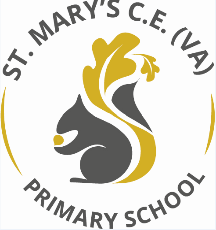 ST. MARY'S C.E. (VA)
PRIMARY SCHOOL